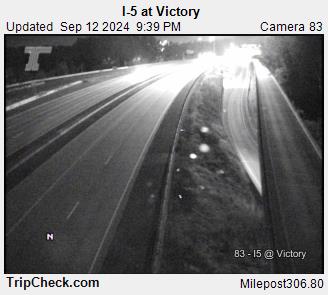 I-5 at Victory
Updated  Sep 12 2024  9:39 PM
Camera 83
T
N
83 - I5 @ Victory
TripCheck.com
Milepost306.80